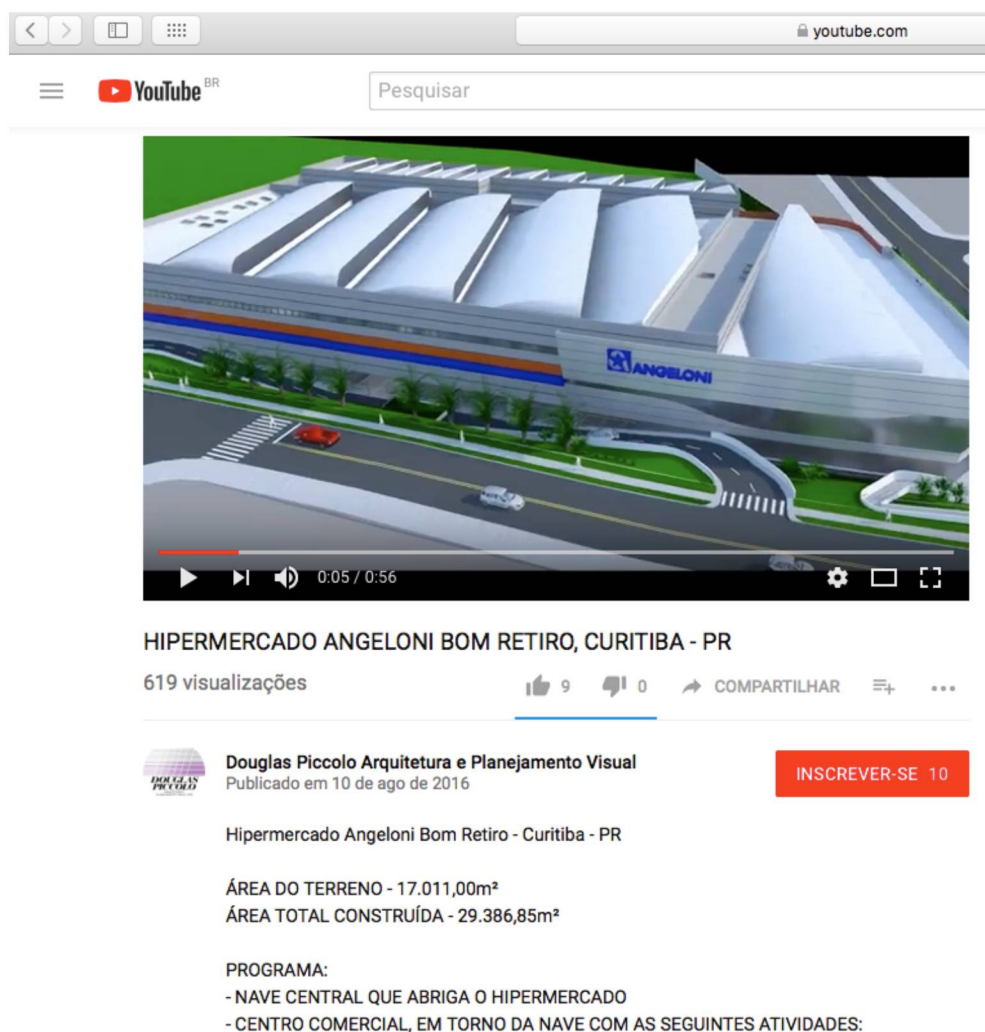 youtube.com
YouTube BR
Pesquisar
ANGELONI
0:05 / 0:56
HIPERMERCADO ANGELONI BOM RETIRO, CURITIBA - PR
619 visualizações
9
0
COMPARTILHAR
DOUGLAS
PICCOLO
Douglas Piccolo Arquitetura e Planejamento Visual
INSCREVER-SE 10
Publicado em 10 de ago de 2016
Hipermercado Angeloni Bom Retiro - Curitiba - PR
ÁREA DO TERRENO - 17.011,00m²
ÁREA TOTAL CONSTRUÍDA - 29.386,85m²
PROGRAMA:
- NAVE CENTRAL QUE ABRIGA O HIPERMERCADO
- CENTRO COMERCIAL, EM TORNO DA NAVE COM AS SEGUINTES ATIVIDADES: